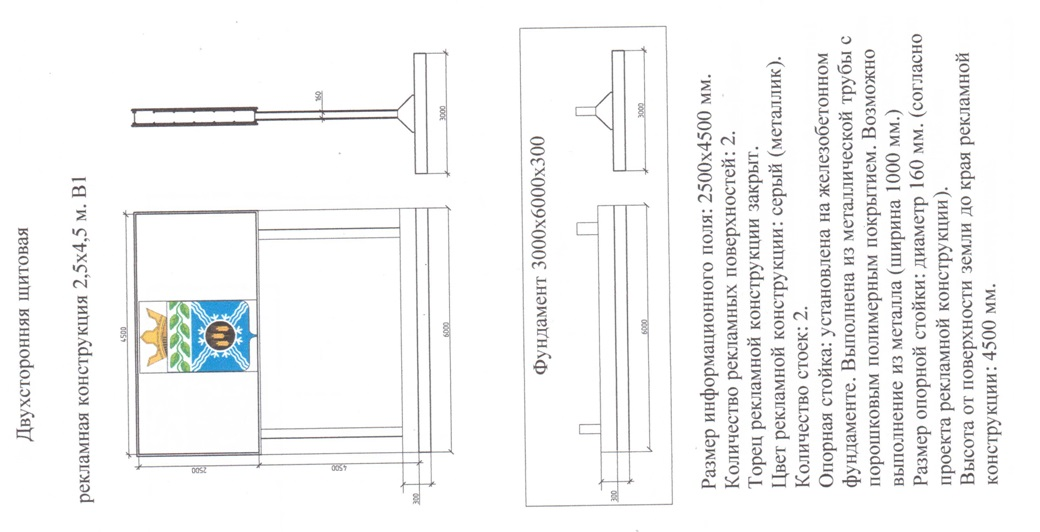 Двухсторонняя щитовая
рекламная конструкция 2,5х4,5 м. В1
4500
160
2500
4500
300
6000
3000
Фундамент 3000х6000х300
300
6000
3000
Размер информационного поля: 2500х4500 мм.
Количество рекламных поверхностей: 2.
Торец рекламной конструкции закрыт.
Цвет рекламной конструкции: серый (металлик).
Количество стоек: 2.
Опорная стойка: установлена на железобетонном
фундаменте. Выполнена из металлической трубы с
порошковым полимерным покрытием. Возможно
выполнение из металла (ширина 1000 мм.)
Размер опорной стойки: диаметр 160 мм. (согласно
проекта рекламной конструкции).
Высота от поверхности земли до края рекламной
конструкции: 4500 мм.